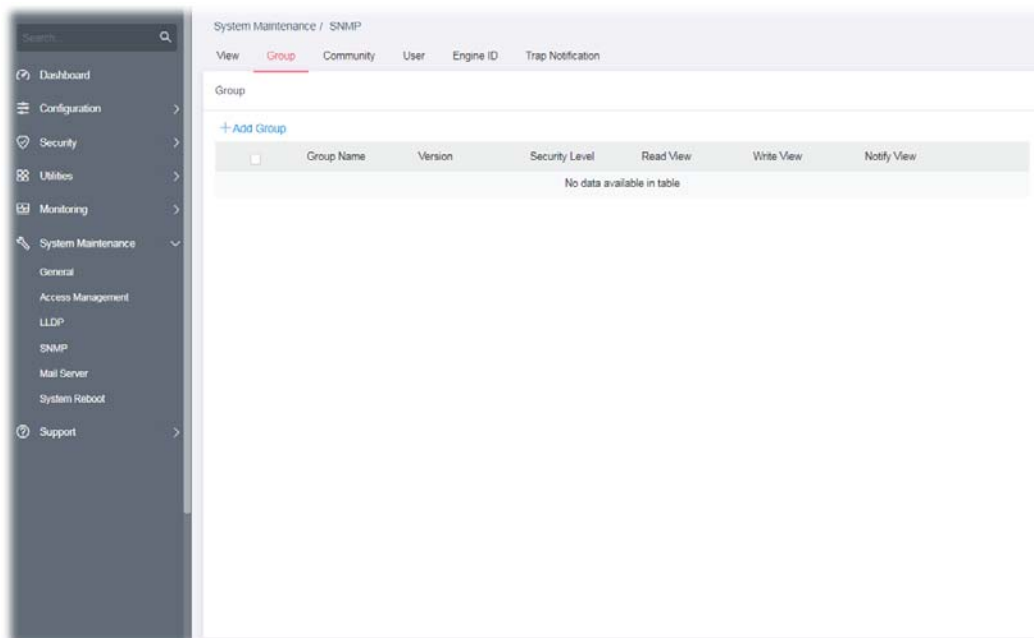 Search...
Dashboard
Configuration
Security
Utilities
Monitoring
System Maintenance
General
Access Management
LLDP
SNMP
Mail Server
System Reboot
Support
System Maintenance / SNMP
View Group Community User Engine ID Trap Notification
Group
+Add Group
Group Name Version Security Level Read View Write View Notify View
No data available in table